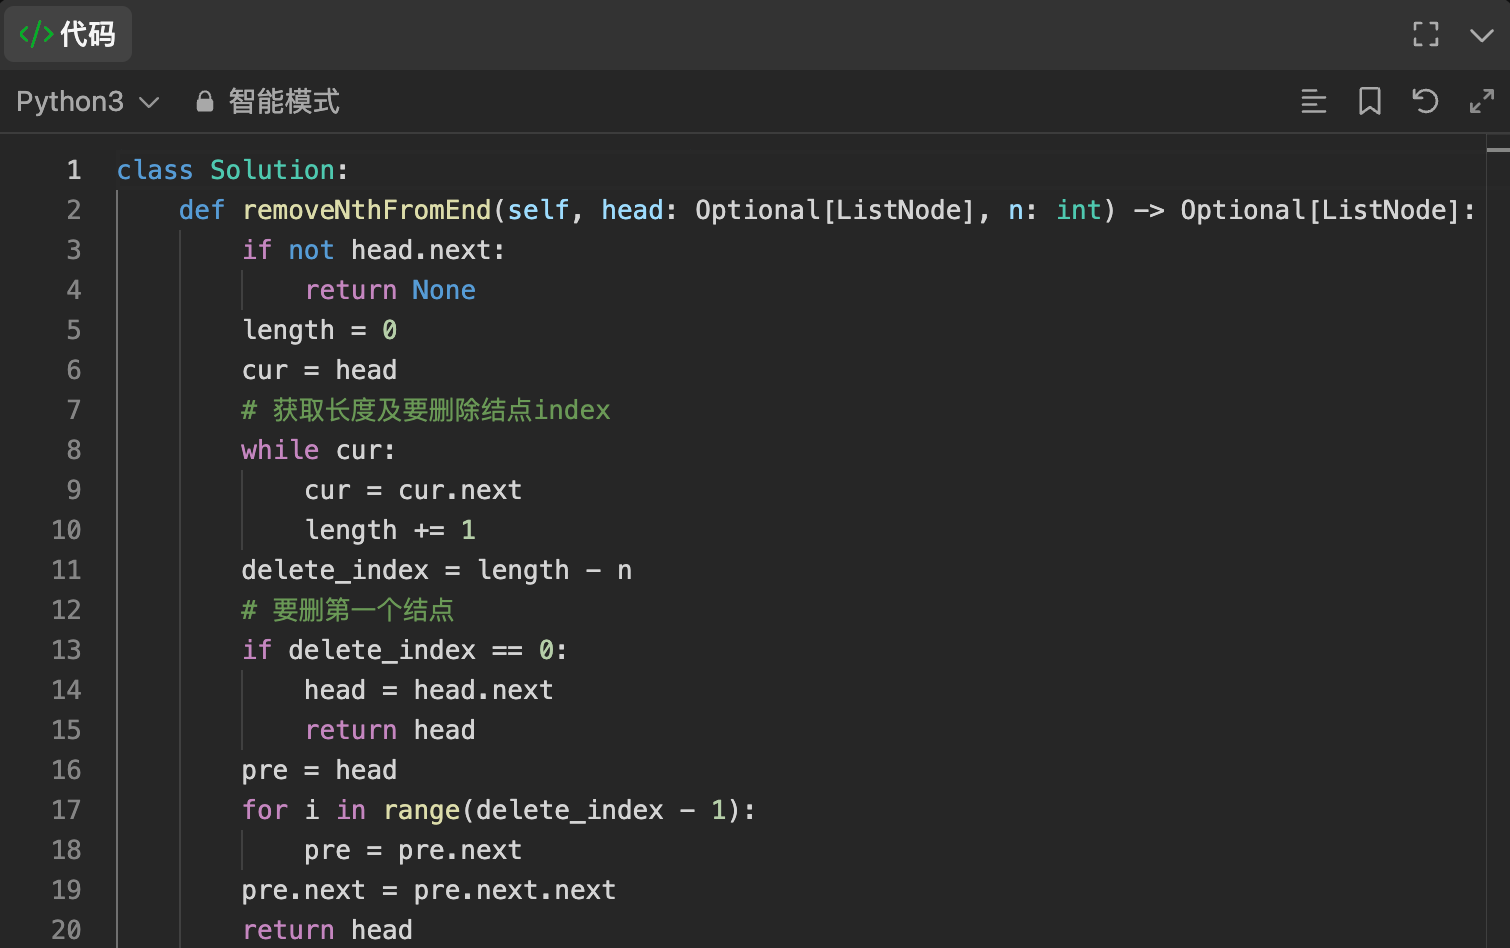 </> 代码
Python3 智能模式
1 class Solution:
2     def removeNthFromEnd(self, head: Optional[ListNode], n: int) -> Optional[ListNode]:
3         if not head.next:
4             return None
5         length = 0
6         cur = head
7         # 获取长度及要删除结点index
8         while cur:
9             cur = cur.next
10             length += 1
11         delete_index = length - n
12         # 要删第一个结点
13         if delete_index == 0:
14             head = head.next
15             return head
16         pre = head
17         for i in range(delete_index - 1):
18             pre = pre.next
19         pre.next = pre.next.next
20         return head